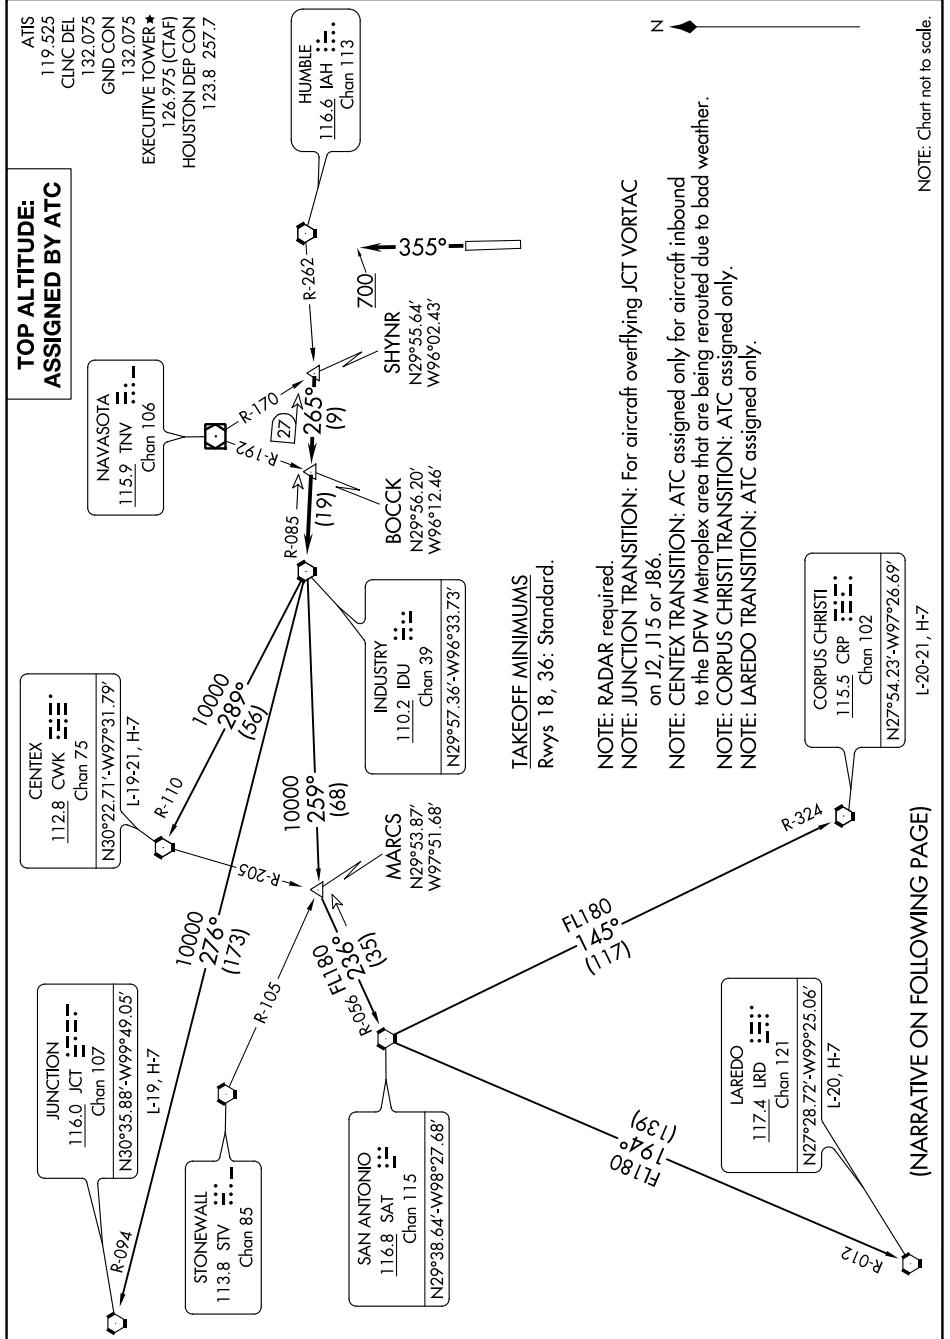 TOP ALTITUDE:
ASSIGNED BY ATC
ATIS
119.525
CLNC DEL
132.075
GND CON
132.075
EXECUTIVE TOWER★
126.975 (CTAF)
HOUSTON DEP CON
123.8 257.7
JUNCTION
116.0 JCT
Chan 107
N30°35.88′-W99°49.05′
L-19, H-7
CENTEX
112.8 CWK
Chan 75
N30°22.71′-W97°31.79′
L-19-21, H-7
NAVASOTA
115.9 TNV
Chan 106
HUMBLE
116.6 IAH
Chan 113
R-094
10000
276°
(173)
R-110
10000
289°
(56)
R-205
R-192
R-170
R-262
27
265°
(9)
R-085
(19)
700
355°
SHYNR
N29°55.64′
W96°02.43′
BOCCK
N29°56.20′
W96°12.46′
STONEWALL
113.8 STV
Chan 85
R-105
10000
259°
(68)
MARCS
N29°53.87′
W97°51.68′
INDUSTRY
110.2 IDU
Chan 39
N29°57.36′-W96°33.73′
SAN ANTONIO
116.8 SAT
Chan 115
N29°38.64′-W98°27.68′
R-056
FL180
236°
(35)
TAKEOFF MINIMUMS
Rwys 18, 36: Standard.
NOTE: RADAR required.
NOTE: JUNCTION TRANSITION: For aircraft overflying JCT VORTAC
on J2, J15 or J86.
NOTE: CENTEX TRANSITION: ATC assigned only for aircraft inbound
to the DFW Metroplex area that are being rerouted due to bad weather.
NOTE: CORPUS CHRISTI TRANSITION: ATC assigned only.
NOTE: LAREDO TRANSITION: ATC assigned only.
FL180
145°
(117)
R-324
FL180
194°
(139)
R-012
LAREDO
117.4 LRD
Chan 121
N27°28.72′-W99°25.06′
L-20, H-7
CORPUS CHRISTI
115.5 CRP
Chan 102
N27°54.23′-W97°26.69′
L-20-21, H-7
N
(NARRATIVE ON FOLLOWING PAGE)
NOTE: Chart not to scale.